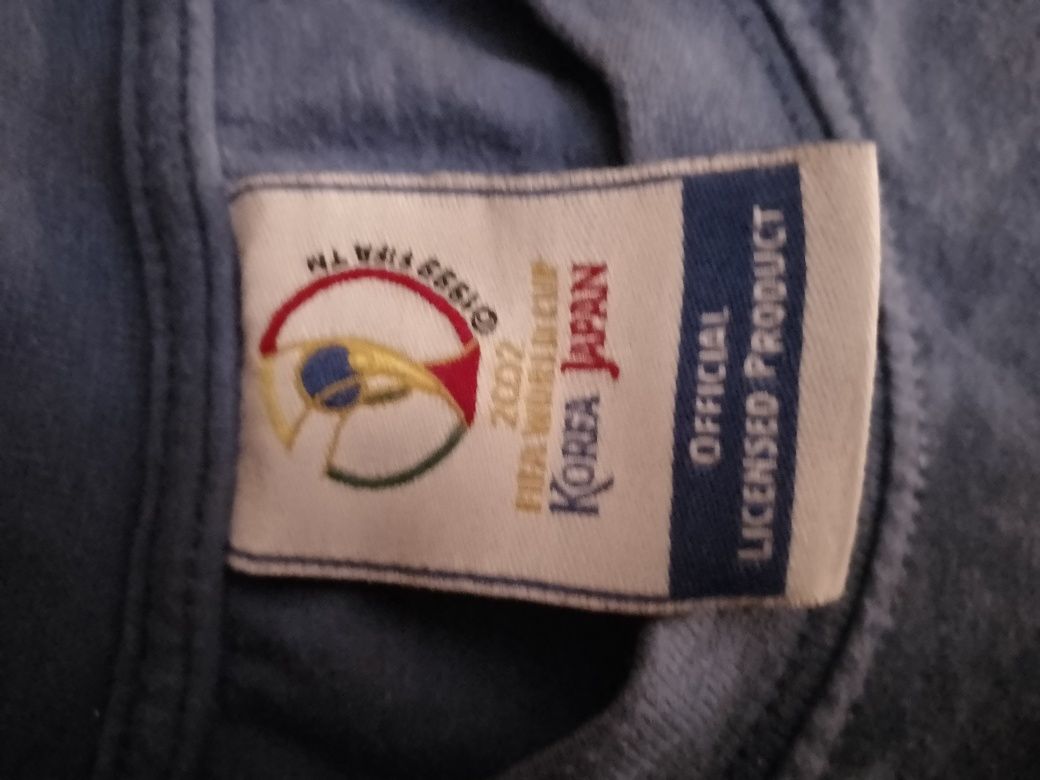 ©1999 FIFA TM
2002
FIFA WORLD CUP
KOREA JAPAN
OFFICIAL
LICENSED PRODUCT